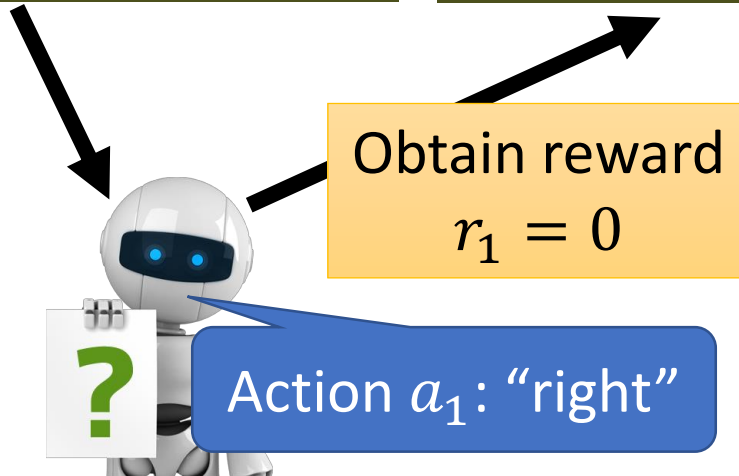 Obtain reward
r₁ = 0
?
Action a₁: “right”